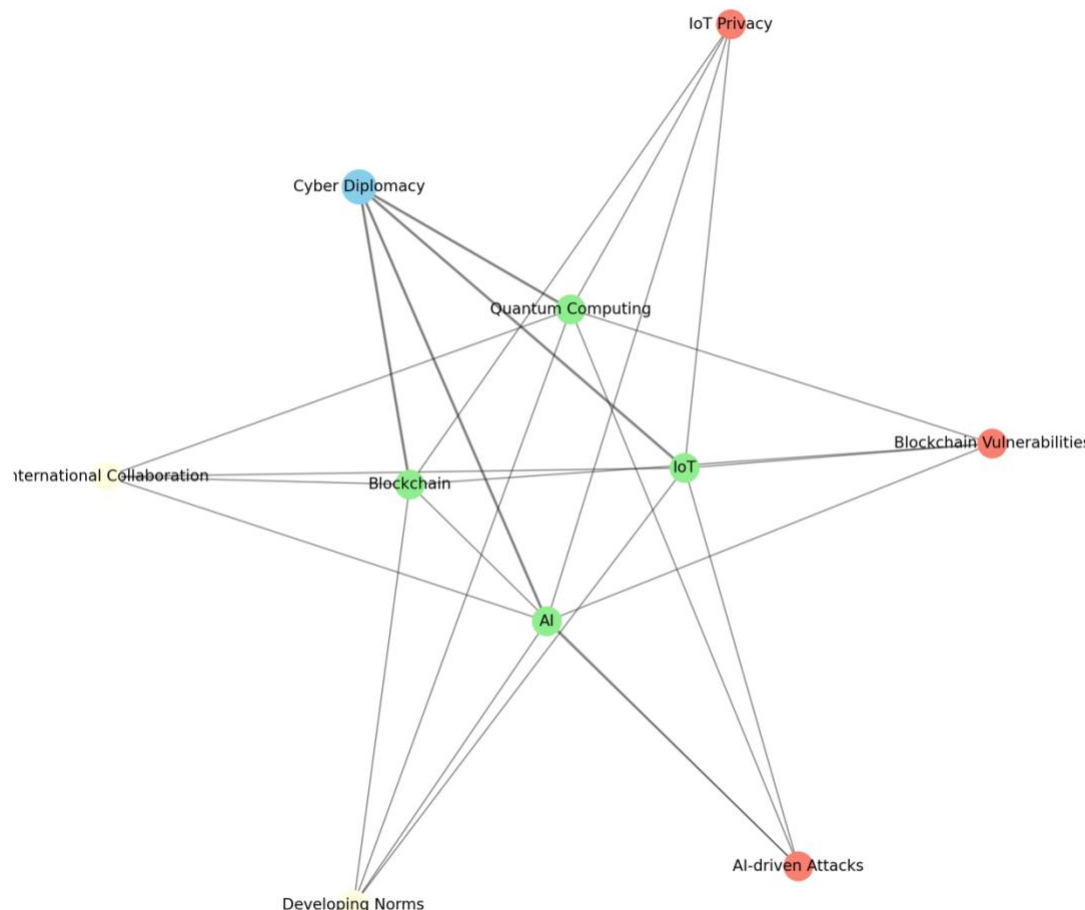 IoT Privacy
Cyber Diplomacy
Quantum Computing
Blockchain Vulnerabilities
IoT
nternational Collaboration
Blockchain
AI
AI-driven Attacks
Developing Norms